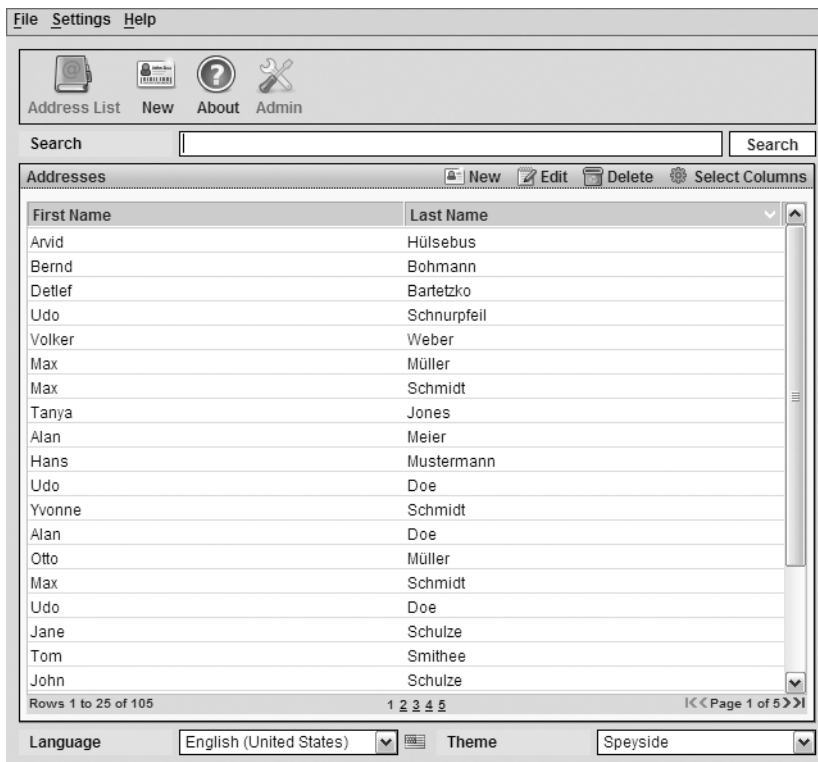 File Settings Help
Address List New About Admin
Search Search
Addresses New Edit Delete Select Columns
First Name Last Name
Arvid Hülsebus
Bernd Bohmann
Detlef Bartetzko
Udo Schnurpfeil
Volker Weber
Max Müller
Max Schmidt
Tanya Jones
Alan Meier
Hans Mustermann
Udo Doe
Yvonne Schmidt
Alan Doe
Otto Müller
Max Schmidt
Udo Doe
Jane Schulze
Tom Smithee
John Schulze
Rows 1 to 25 of 105 1 2 3 4 5 Page 1 of 5
Language English (United States) Theme Speyside